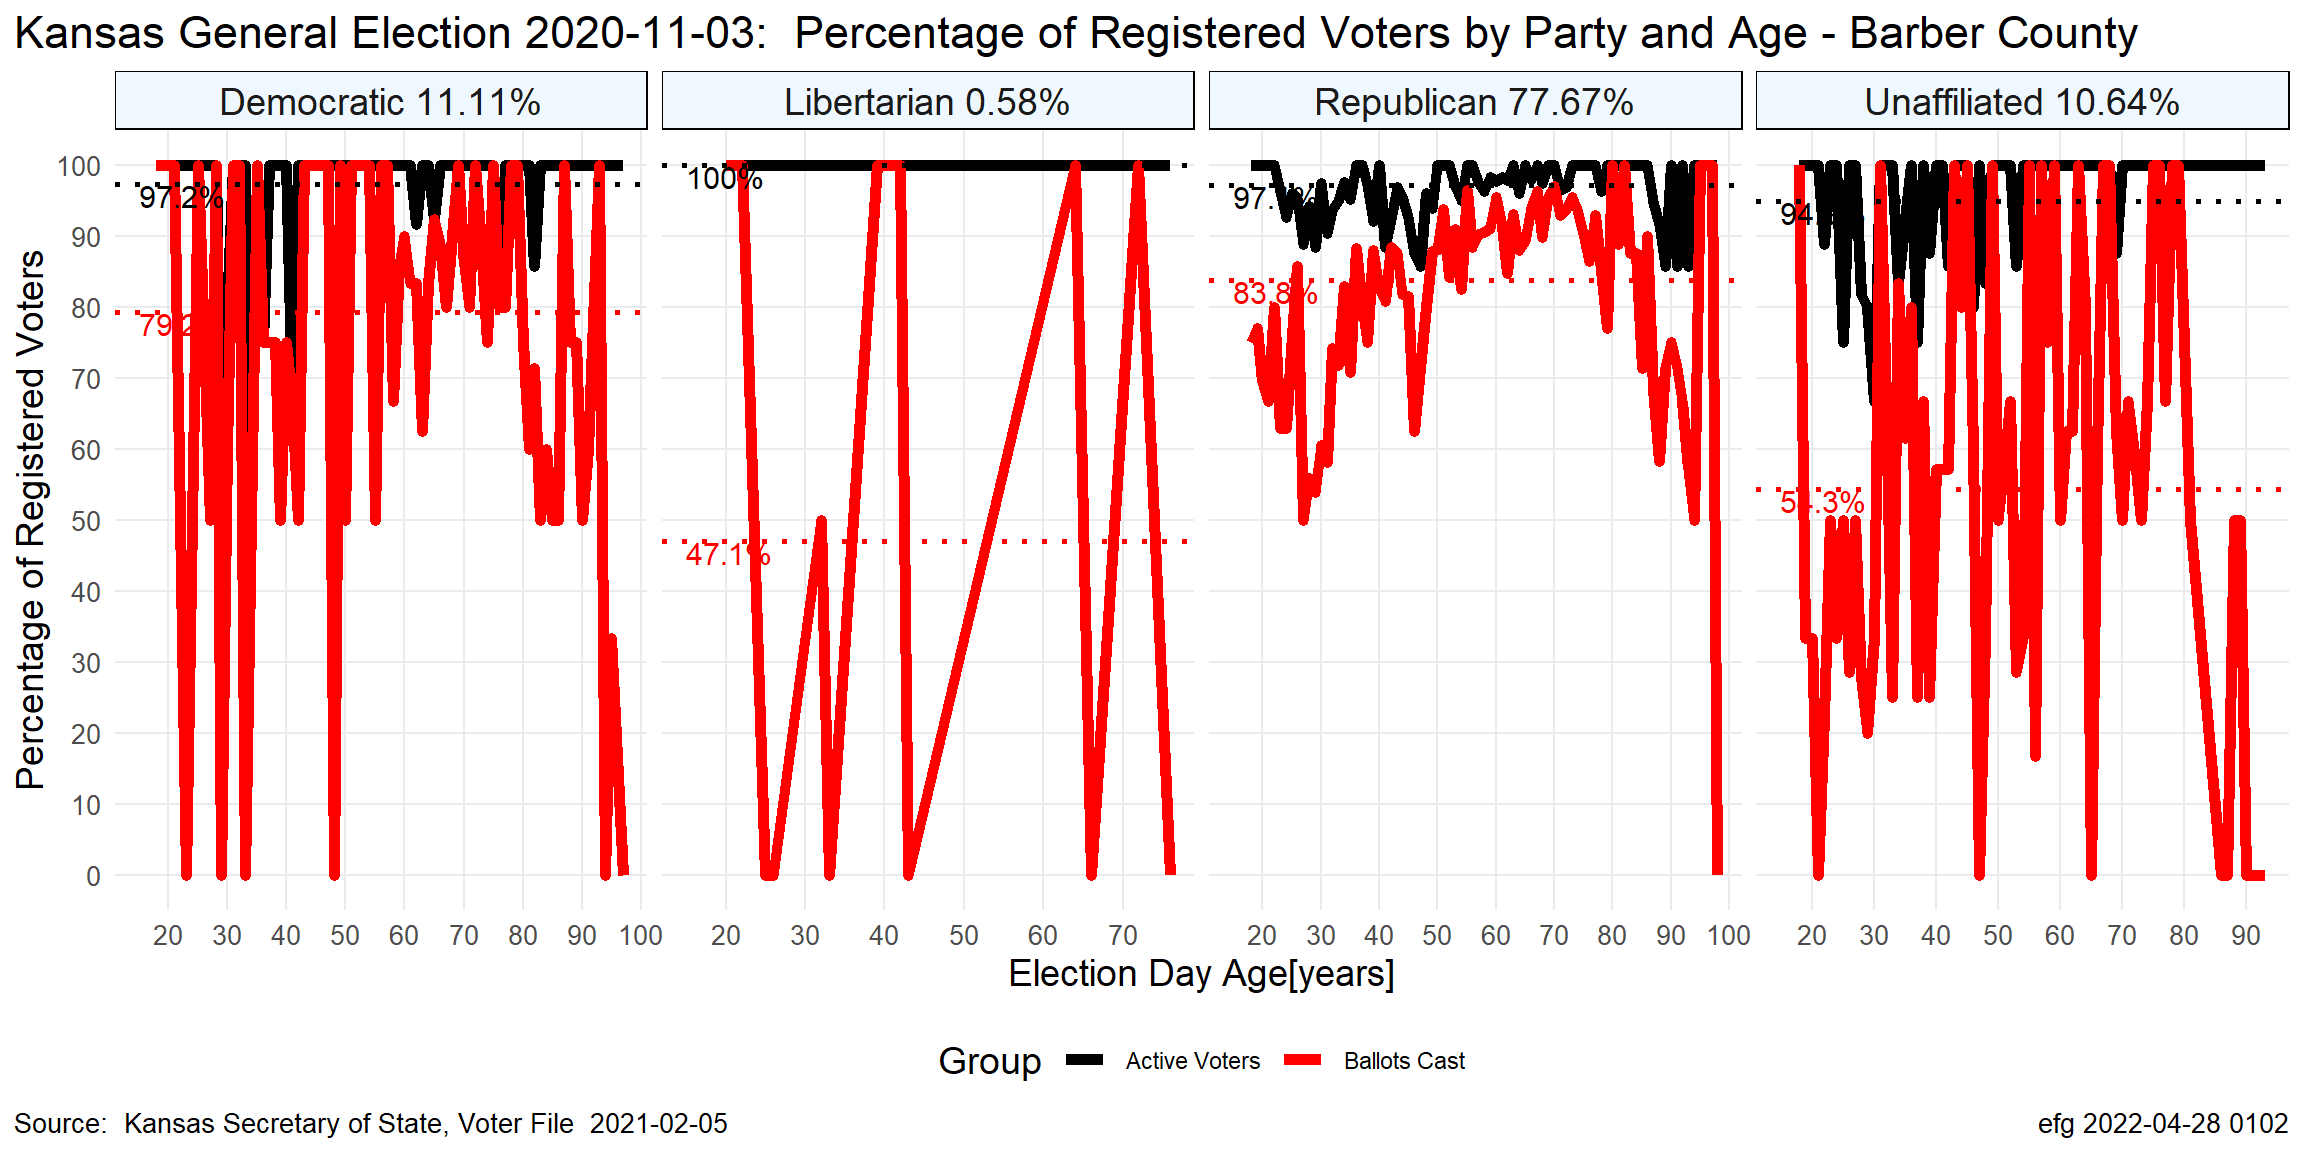 Kansas General Election 2020-11-03:  Percentage of Registered Voters by Party and Age - Barber County
Democratic 11.11%
Libertarian 0.58%
Republican 77.67%
Unaffiliated 10.64%
Percentage of Registered Voters
100
90
80
70
60
50
40
30
20
10
0
97.2%
79.2
100%
47.1%
83.8%
54.3%
20 30 40 50 60 70 80 90 100
20 30 40 50 60 70
20 30 40 50 60 70 80 90 100
20 30 40 50 60 70 80 90
Election Day Age[years]
Group Active Voters Ballots Cast
Source:  Kansas Secretary of State, Voter File  2021-02-05
efg 2022-04-28 0102